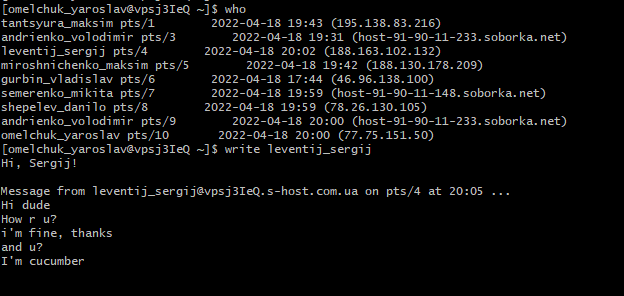 [omelchuk_yaroslav@vpsj3IeQ ~]$ who
tantsyura_maksim pts/1        2022-04-18 19:43 (195.138.83.216)
andrienko_volodimir pts/3        2022-04-18 19:31 (host-91-90-11-233.soborka.net)
leventij_sergij pts/4        2022-04-18 20:02 (188.163.102.132)
miroshnichenko_maksim pts/5        2022-04-18 19:42 (188.130.178.209)
gurbin_vladislav pts/6        2022-04-18 17:44 (46.96.138.100)
semerenko_mikita pts/7        2022-04-18 19:59 (host-91-90-11-148.soborka.net)
shepelev_danilo pts/8        2022-04-18 19:59 (78.26.130.105)
andrienko_volodimir pts/9        2022-04-18 20:00 (host-91-90-11-233.soborka.net)
omelchuk_yaroslav pts/10       2022-04-18 20:00 (77.75.151.50)
[omelchuk_yaroslav@vpsj3IeQ ~]$ write leventij_sergij
Hi, Sergij!

Message from leventij_sergij@vpsj3IeQ.s-host.com.ua on pts/4 at 20:05 ...
Hi dude
How r u?
i'm fine, thanks
and u?
I'm cucumber